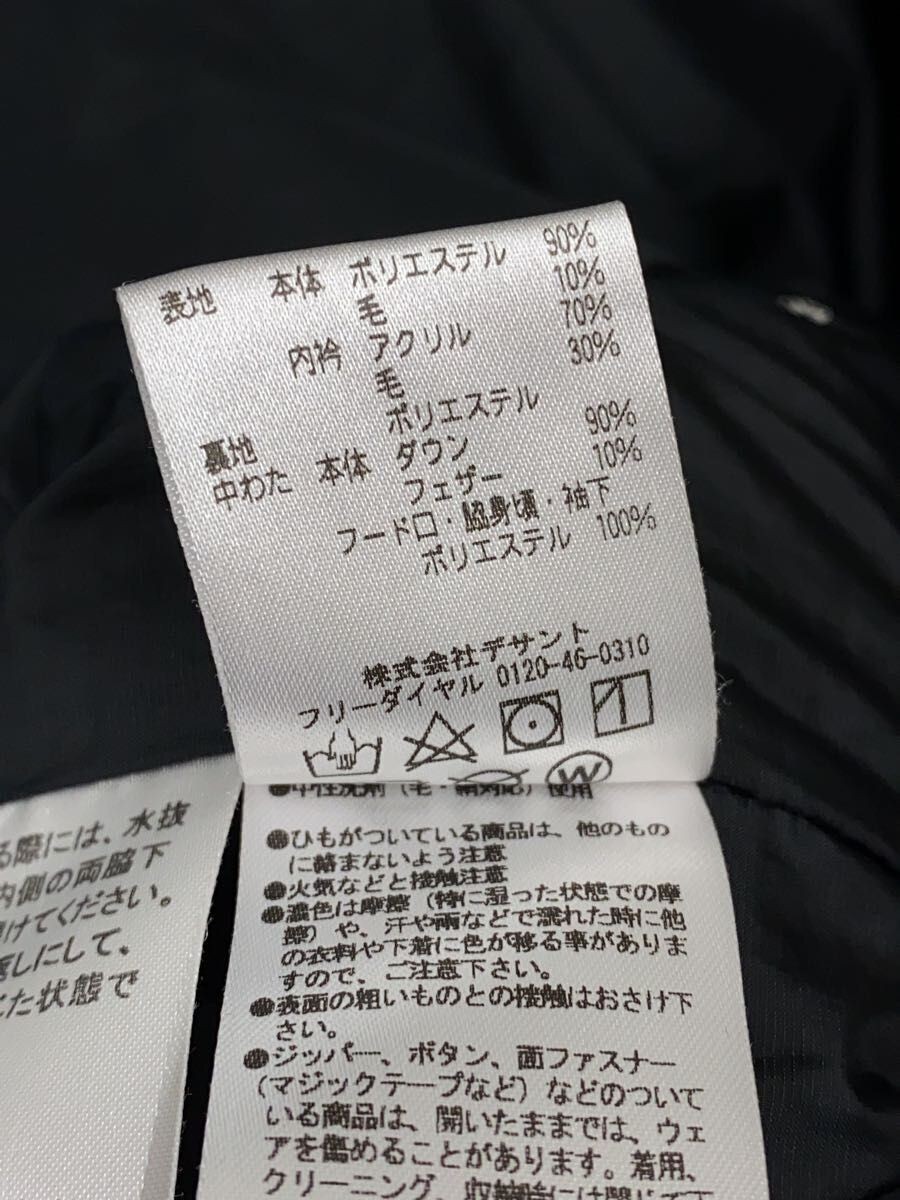 表地 本体 ポリエステル 90%
毛 10%
内衿 アクリル 70%
毛 30%
裏地 ポリエステル
中わた 本体 ダウン 90%
フェザー 10%
フードロ・脇身頃・袖下
ポリエステル 100%
株式会社デサント
フリーダイヤル 0120-46-0310
W
●中性洗剤（毛・絹対応）使用
●ひもがついている商品は、他のもの
に絡まないよう注意
●火気などと接触注意
●濃色は摩擦（特に湿った状態での摩
擦）や、汗や雨などで濡れた時に他
の衣料や下着に色が移る事がありま
すので、ご注意下さい。
●表面の粗いものとの接触はおさけ下
さい。
●ジッパー、ボタン、面ファスナー
（マジックテープなど）などのついて
いる商品は、開いたままでは、ウェ
アを傷めることがあります。着用、
クリーニング、収納時には閉じて下
る際には、水抜
内側の両脇下
けてください。
しにして、
た状態で